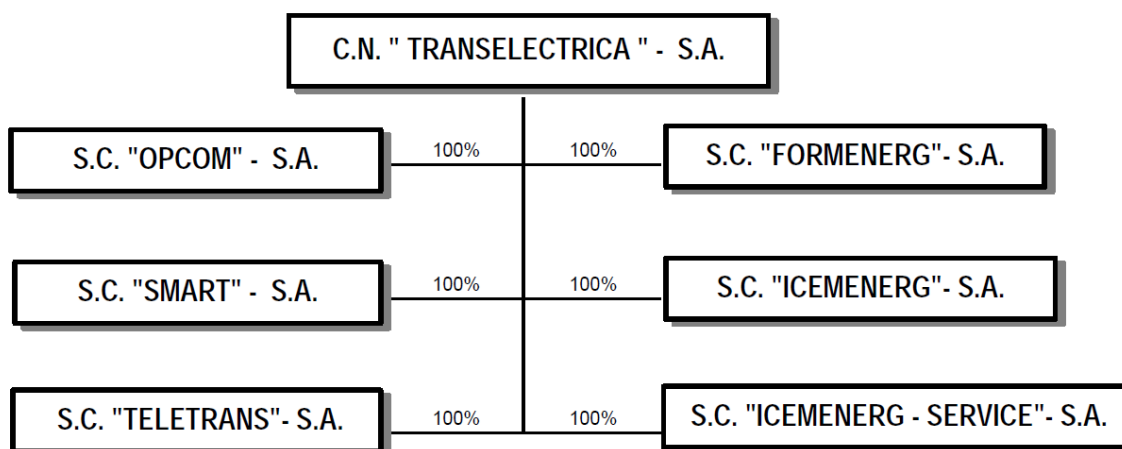 C.N. " TRANSELECTRICA " - S.A.
S.C. "OPCOM" - S.A.
100%
100%
S.C. "FORMENERG"- S.A.
S.C. "SMART" - S.A.
100%
100%
S.C. "ICEMENERG"- S.A.
S.C. "TELETRANS"- S.A.
100%
100%
S.C. "ICEMENERG - SERVICE"- S.A.